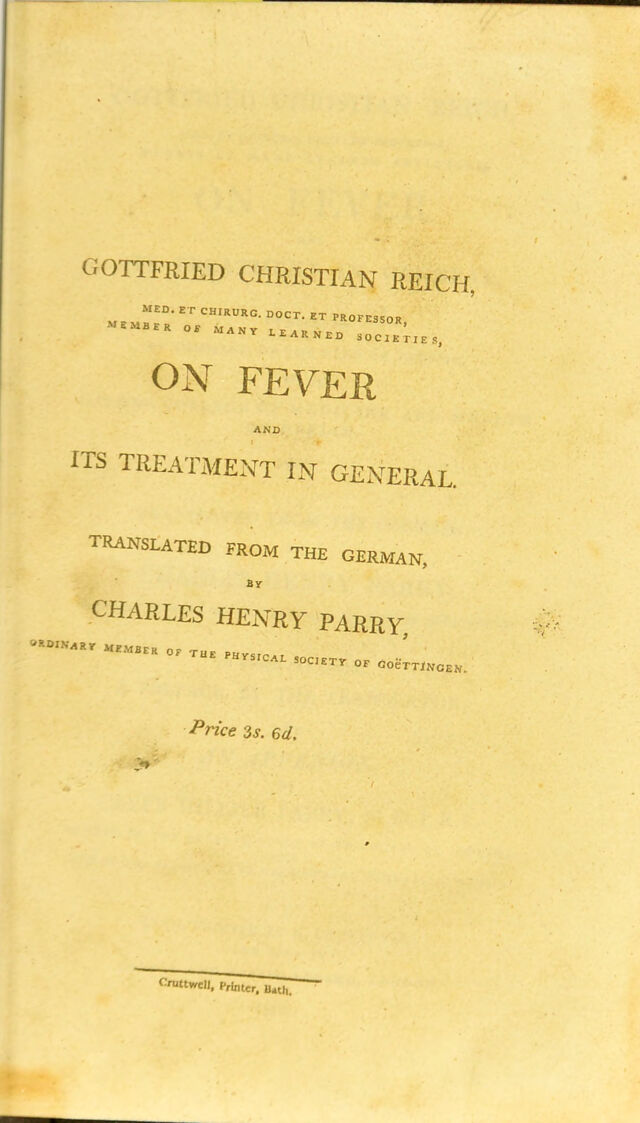 GOTTFRIED CHRISTIAN REICH,
MED. ET CHIRURG. DOCT. ET PROFESSOR,
MEMBER OF MANY LEARNED SOCIETIES,
ON FEVER
AND
ITS TREATMENT IN GENERAL.
TRANSLATED FROM THE GERMAN,
BY
CHARLES HENRY PARRY,
ORDINARY MEMBER OF THE PHYSICAL SOCIETY OF GOëTTINGEN.
Price 3s. 6d.
Cruttwell, Printer, Bath.